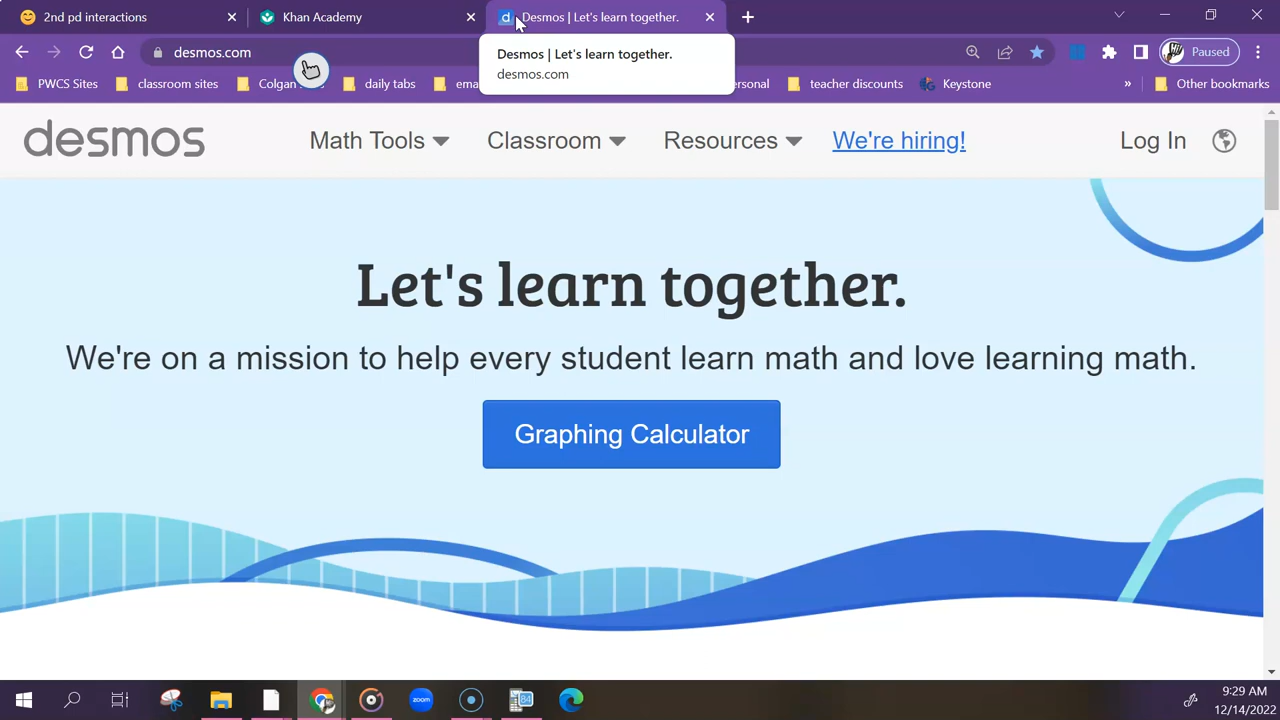 2nd pd interactions
Khan Academy
Desmos | Let's learn together.
desmos.com
Paused
Desmos | Let's learn together.
desmos.com
PWCS Sites
classroom sites
Colgan
daily tabs
teacher discounts
Keystone
»
Other bookmarks
desmos
Math Tools
Classroom
Resources
We're hiring!
Log In
Let's learn together.
We're on a mission to help every student learn math and love learning math.
Graphing Calculator
zoom
84
9:29 AM
12/14/2022